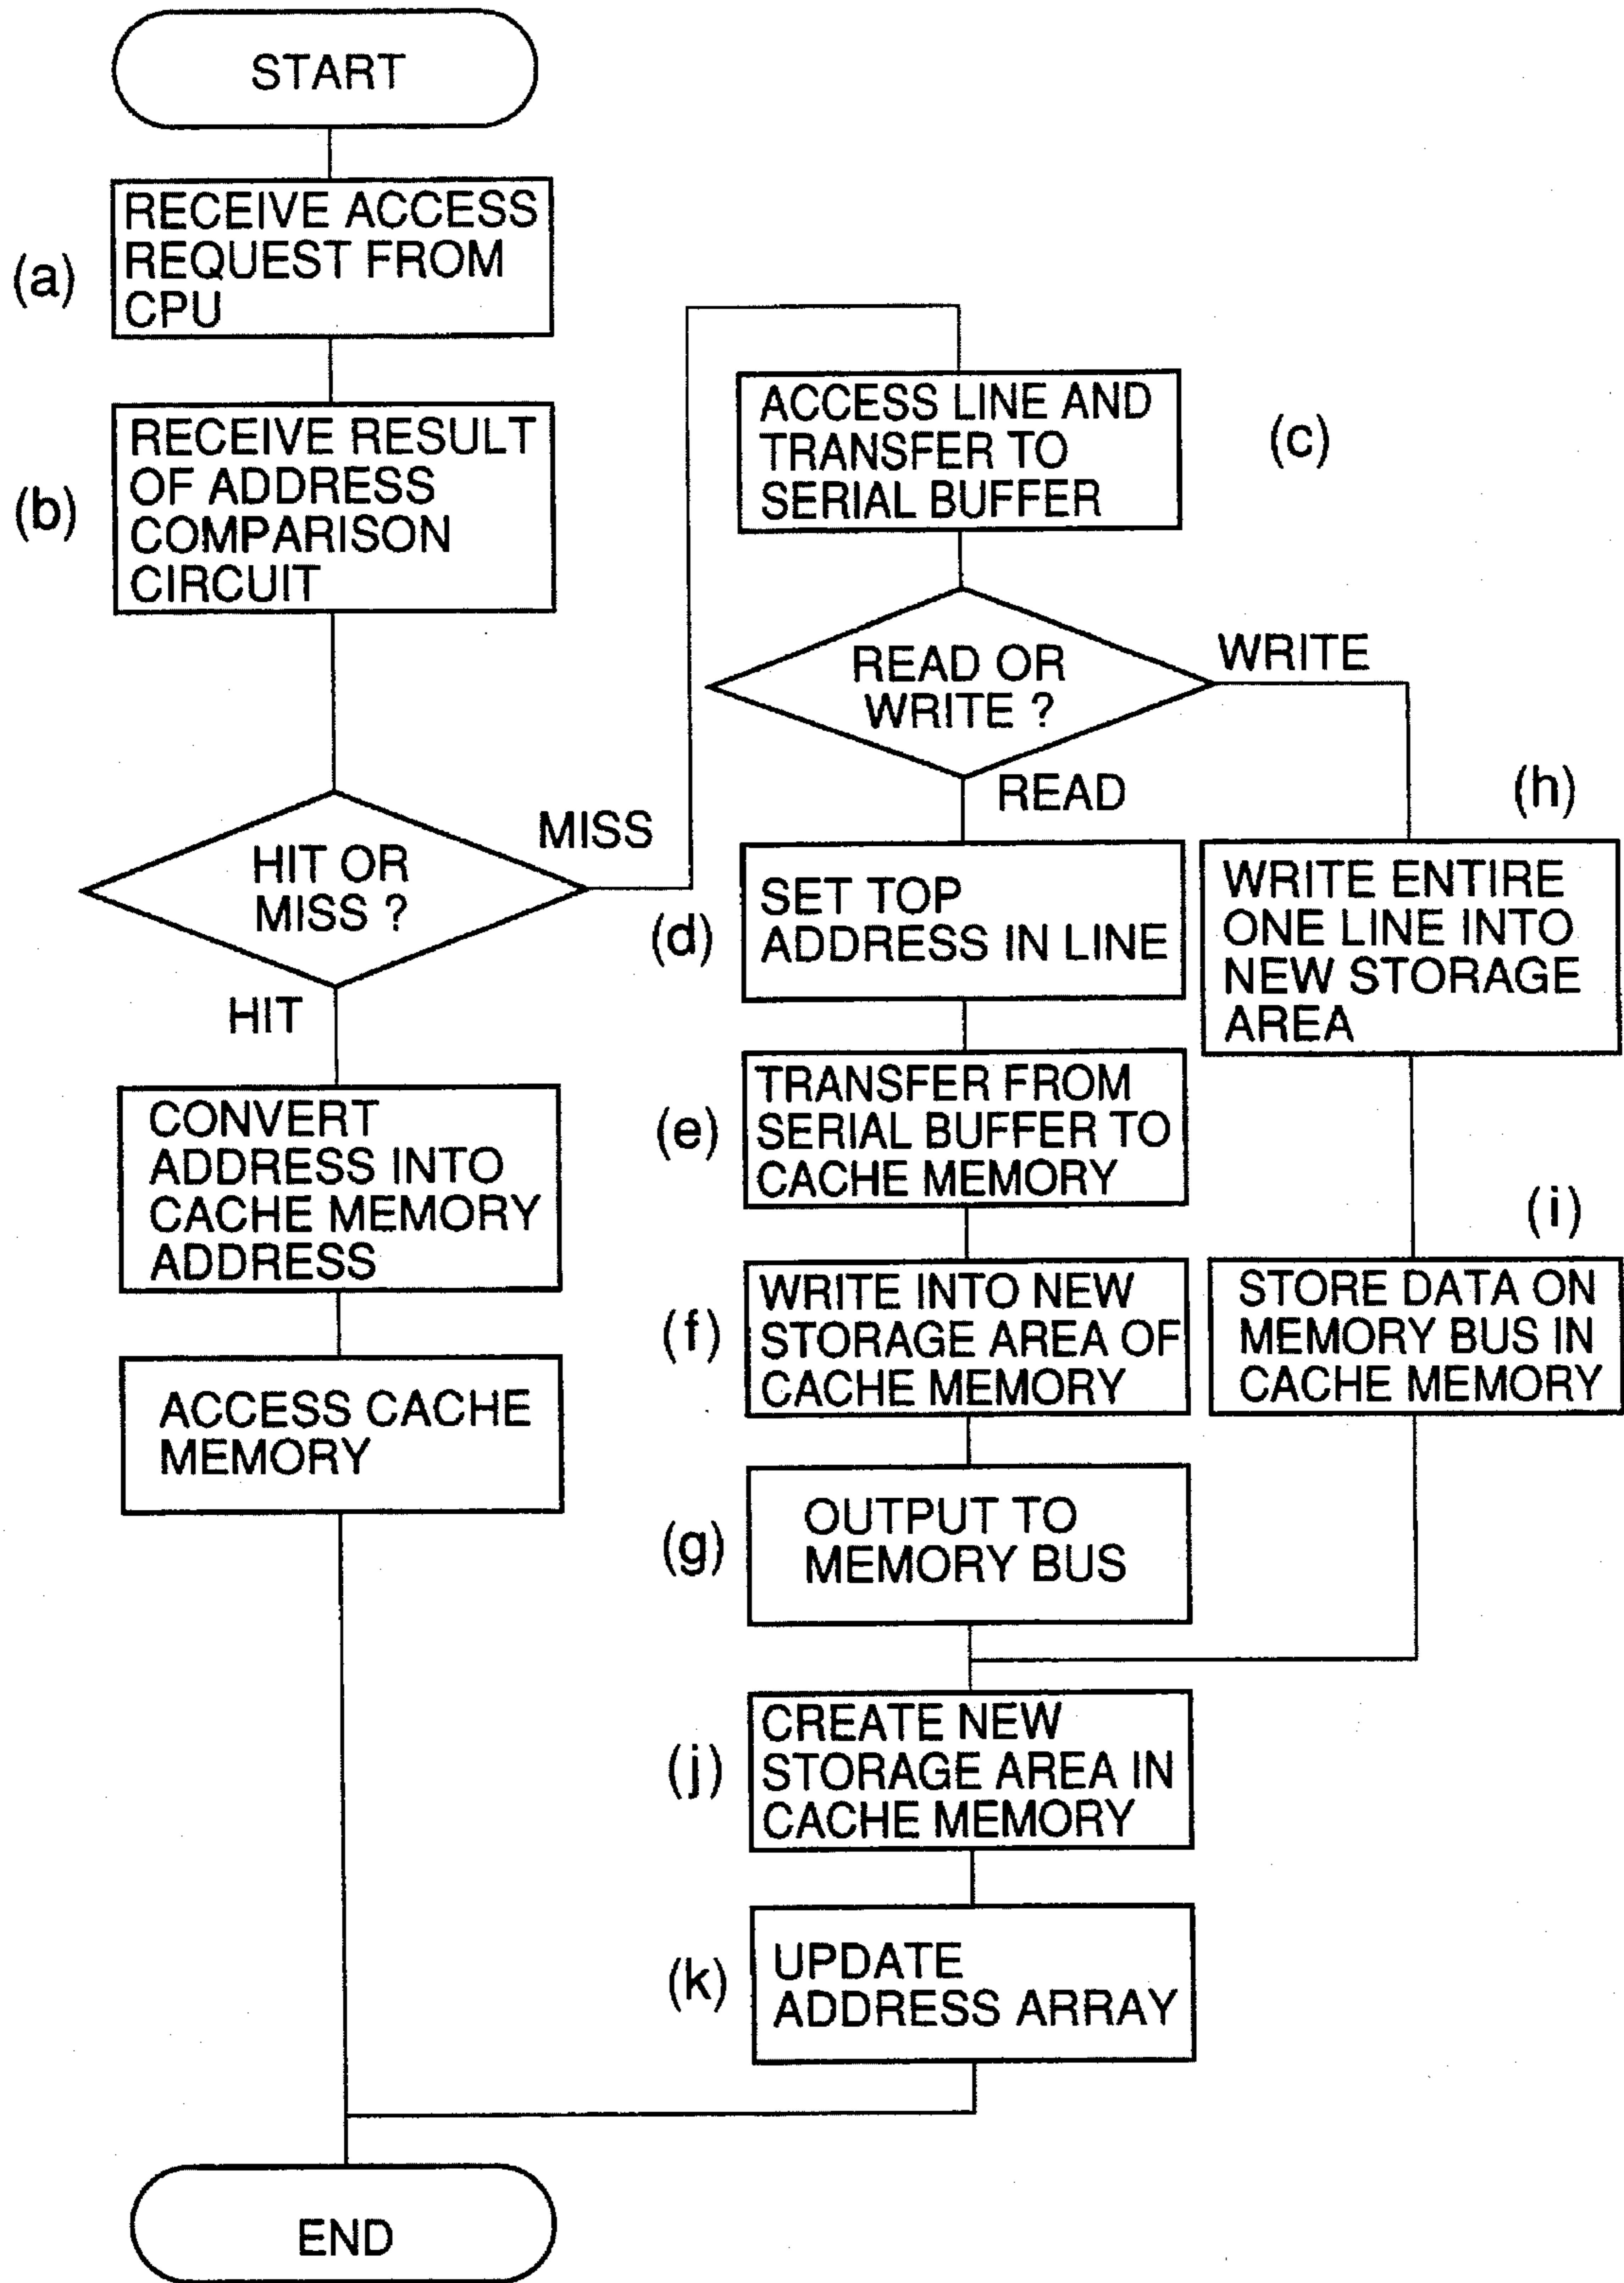 START
(a)
RECEIVE ACCESS
REQUEST FROM
CPU
(b)
RECEIVE RESULT
OF ADDRESS
COMPARISON
CIRCUIT
HIT OR
MISS ?
MISS
HIT
CONVERT
ADDRESS INTO
CACHE MEMORY
ADDRESS
ACCESS CACHE
MEMORY
ACCESS LINE AND
TRANSFER TO
SERIAL BUFFER
(c)
READ OR
WRITE ?
WRITE
READ
(d)
SET TOP
ADDRESS IN LINE
(e)
TRANSFER FROM
SERIAL BUFFER TO
CACHE MEMORY
(f)
WRITE INTO NEW
STORAGE AREA OF
CACHE MEMORY
(g)
OUTPUT TO
MEMORY BUS
(h)
WRITE ENTIRE
ONE LINE INTO
NEW STORAGE
AREA
(i)
STORE DATA ON
MEMORY BUS IN
CACHE MEMORY
(j)
CREATE NEW
STORAGE AREA IN
CACHE MEMORY
(k)
UPDATE
ADDRESS ARRAY
END